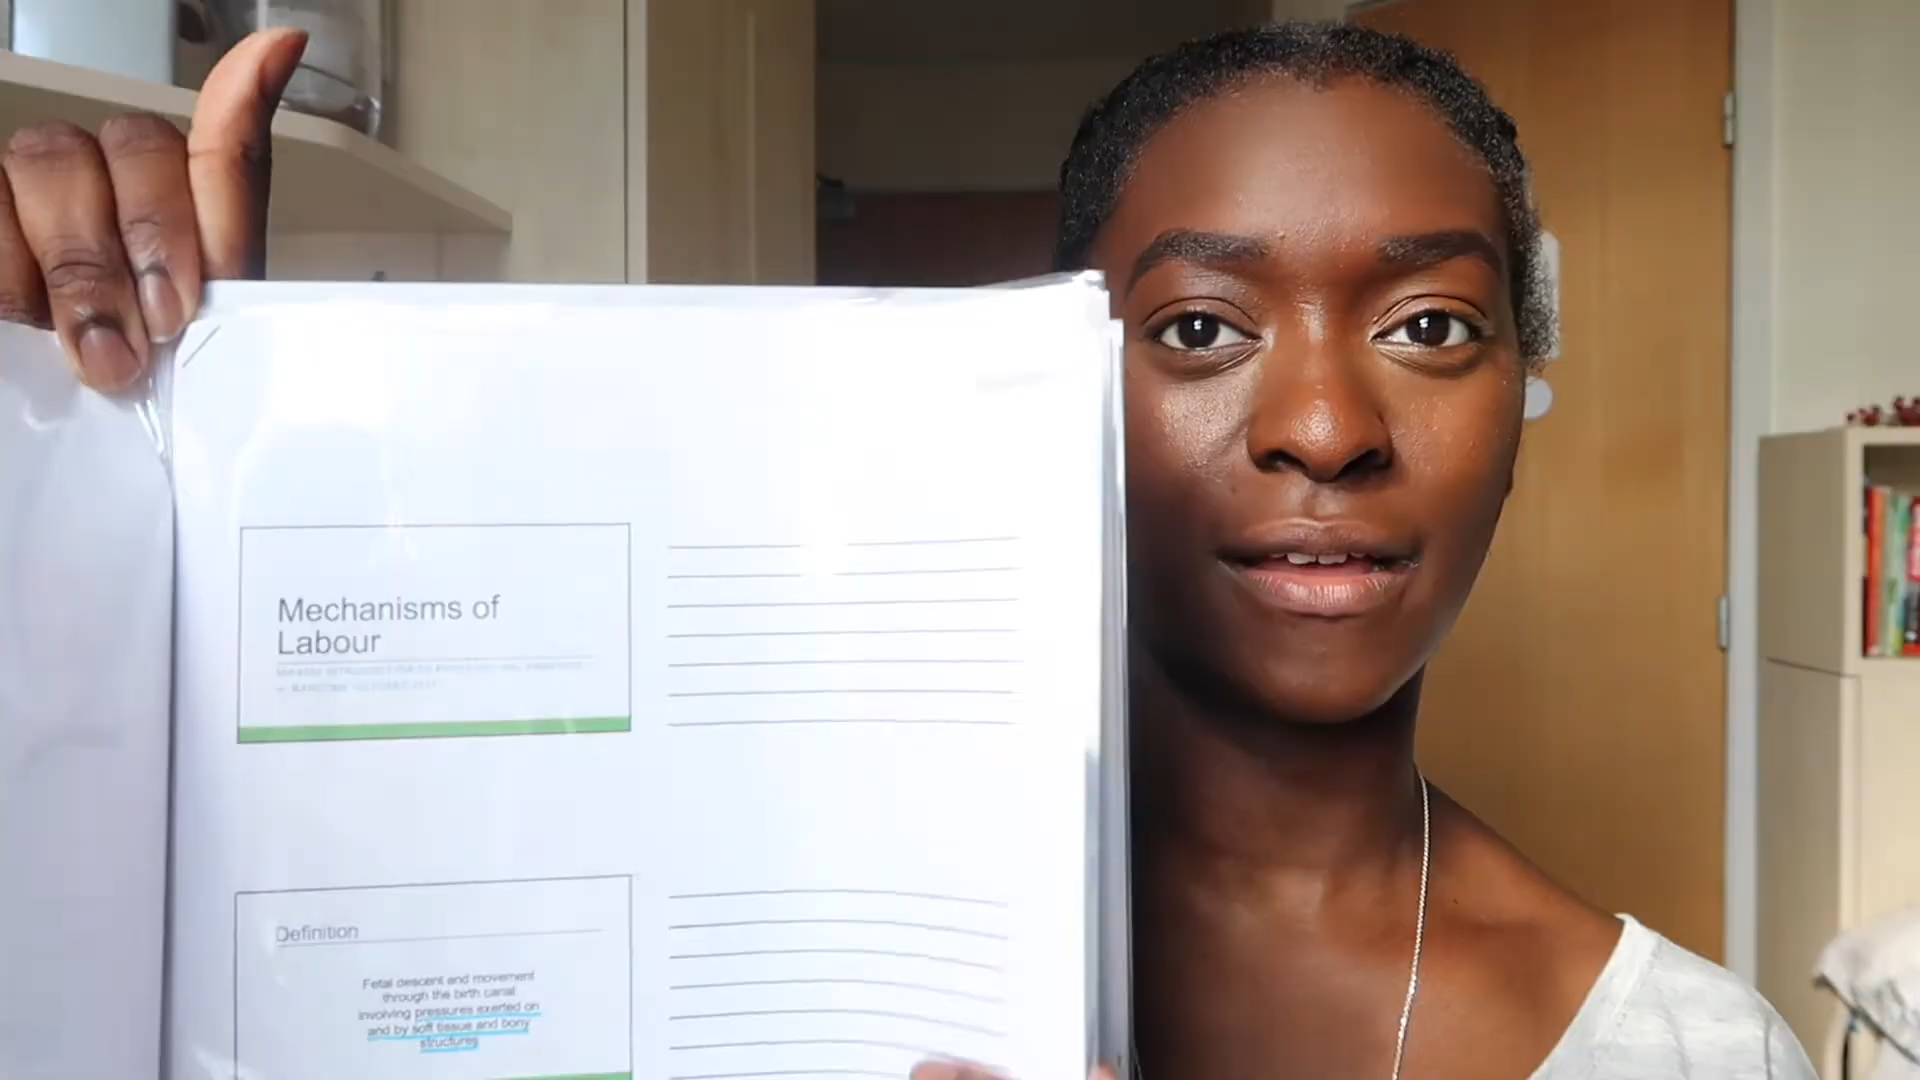 Mechanisms of
Labour
Definition
Fetal descent and movement
through the birth canal
involving pressures exerted on
and by soft tissue and bony
structures